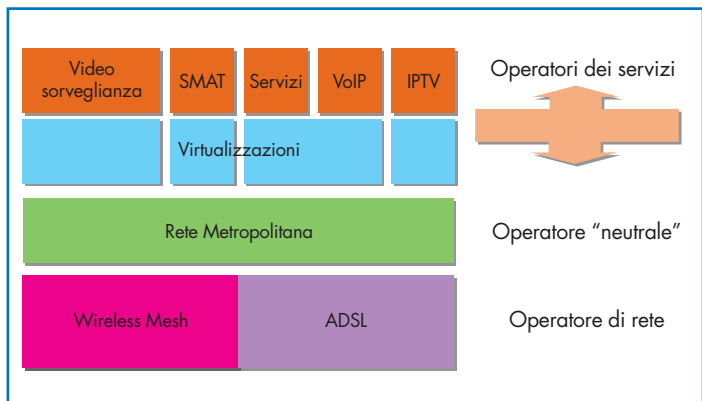 Video
sorveglianza
SMAT
Servizi
VoIP
IPTV
Operatori dei servizi
Virtualizzazioni
Rete Metropolitana
Operatore “neutrale”
Wireless Mesh
ADSL
Operatore di rete